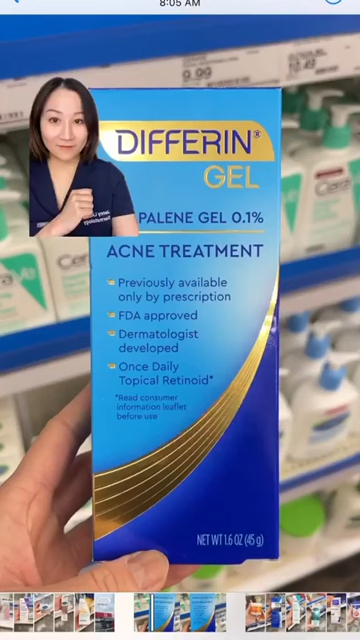 8:05 AM
9.99
DIFFERIN®
GEL
PALENE GEL 0.1%
ACNE TREATMENT
Previously available
only by prescription
FDA approved
Dermatologist
developed
Once Daily
Topical Retinoid*
*Read consumer
information leaflet
before use
CeraVe
NET WT 1.6 OZ (45 g)